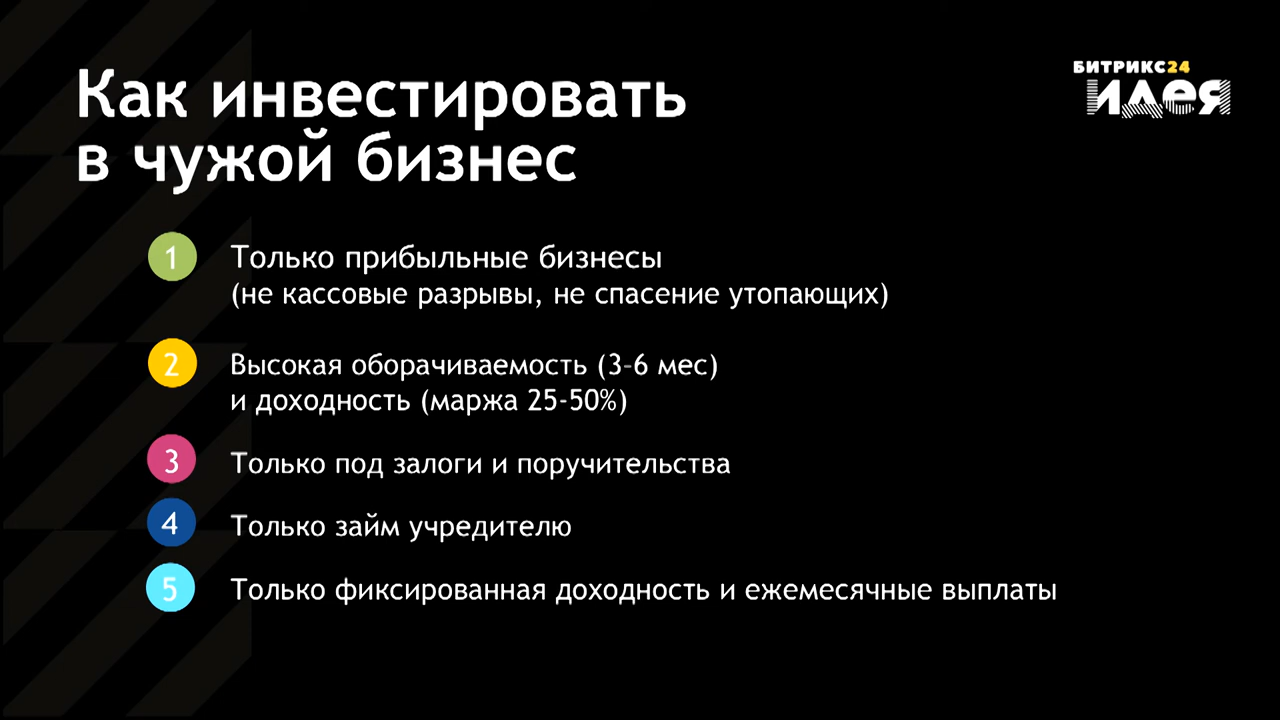 Как инвестировать
в чужой бизнес
БИТРИКС24
идея
1 Только прибыльные бизнесы
(не кассовые разрывы, не спасение утопающих)
2 Высокая оборачиваемость (3-6 мес)
и доходность (маржа 25-50%)
3 Только под залоги и поручительства
4 Только займ учредителю
5 Только фиксированная доходность и ежемесячные выплаты